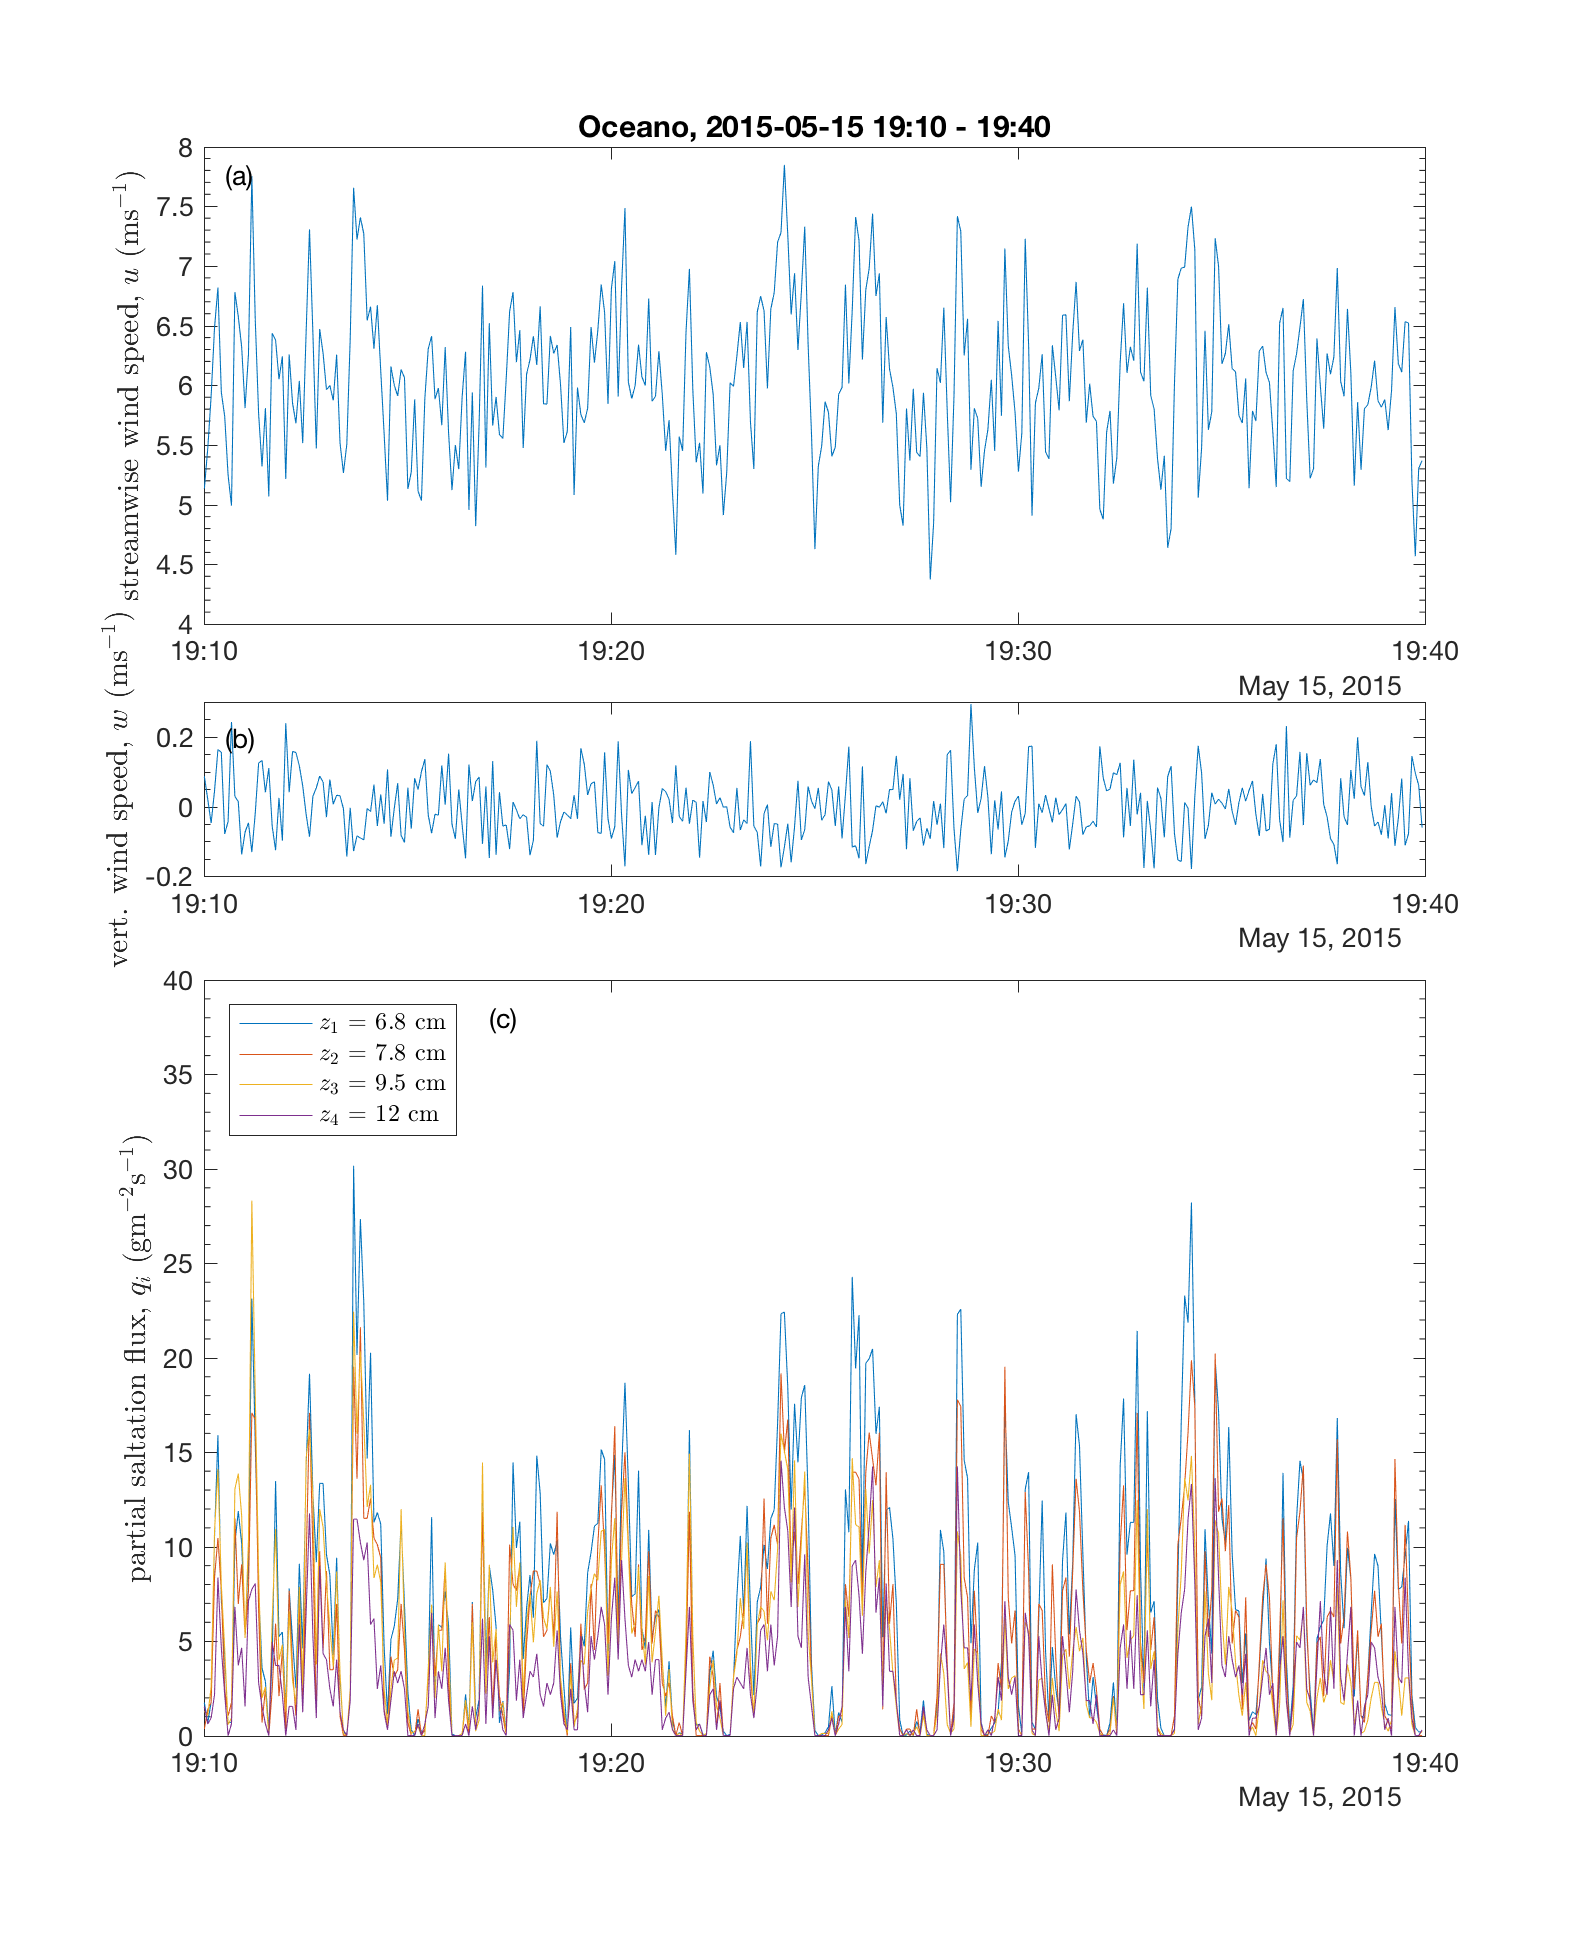 Oceano, 2015-05-15 19:10 - 19:40
streamwise wind speed, u (ms⁻¹)
(a)
8
7.5
7
6.5
6
5.5
5
4.5
4
19:10 19:20 19:30 19:40
May 15, 2015
vert. wind speed, w (ms⁻¹)
(b)
0.2
0
-0.2
19:10 19:20 19:30 19:40
May 15, 2015
partial saltation flux, qᵢ (gm⁻²s⁻¹)
(c)
z₁ = 6.8 cm
z₂ = 7.8 cm
z₃ = 9.5 cm
z₄ = 12 cm
40
35
30
25
20
15
10
5
0
19:10 19:20 19:30 19:40
May 15, 2015